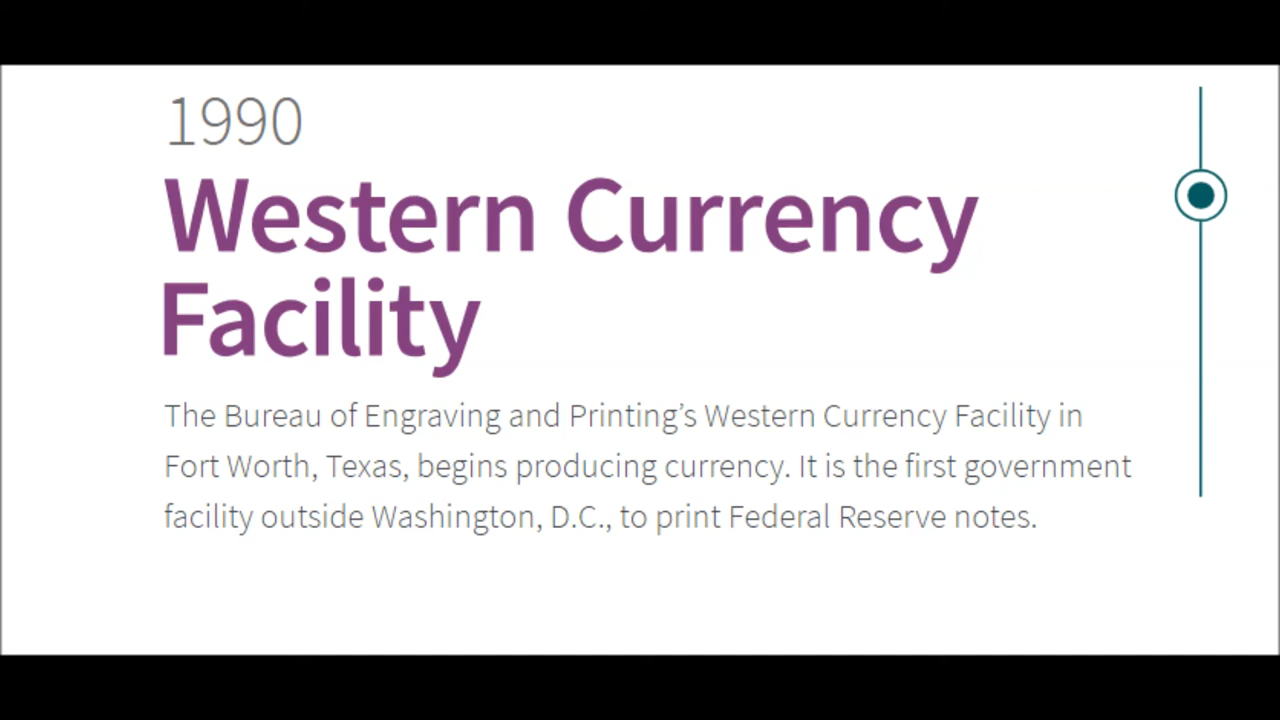 1990
Western Currency
Facility
The Bureau of Engraving and Printing’s Western Currency Facility in
Fort Worth, Texas, begins producing currency. It is the first government
facility outside Washington, D.C., to print Federal Reserve notes.